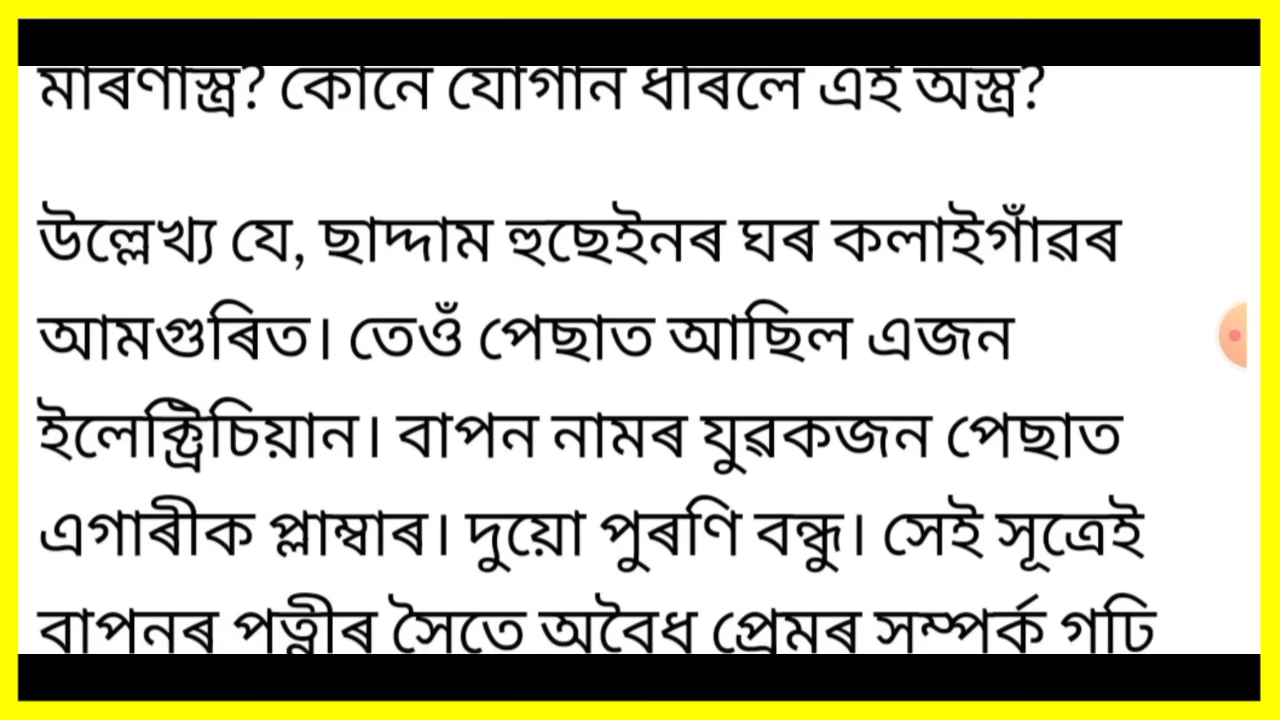 মাৰণাস্ত্ৰ? কোনে যোগান ধৰিলে এই অস্ত্ৰ?
উল্লেখ্য যে, ছাদ্দাম হুছেইনৰ ঘৰ কলাইগাঁৱৰ
আমগুৰিত। তেওঁ পেছাত আছিল এজন
ইলেক্ট্ৰিচিয়ান। বাপন নামৰ যুৱকজন পেছাত
এগাৰীক প্লাম্বাৰ। দুয়ো পুৰণি বন্ধু। সেই সূত্ৰেই
বাপনৰ পত্নীৰ সৈতে অবৈধ প্ৰেমৰ সম্পৰ্ক গঢ়ি